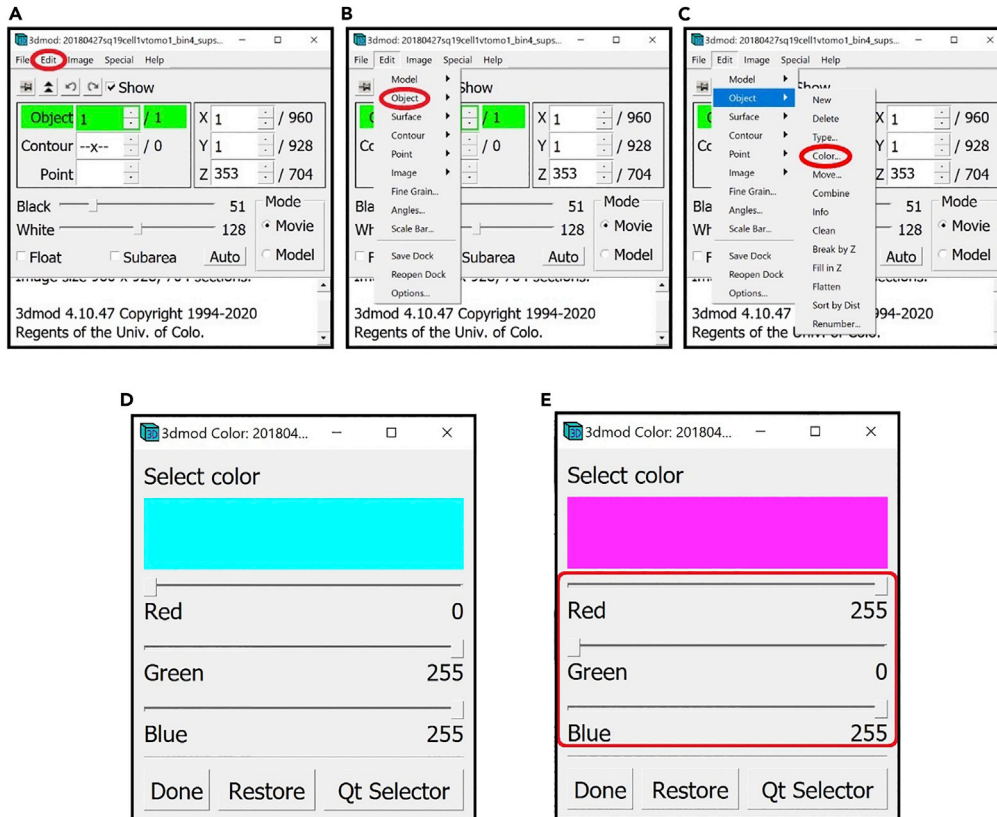 A
3dmod: 20180427sq19cell1vtomo1_bin4_sups...
File Edit Image Special Help
Show
Object 1 / 1 X 1 / 960
Contour --x-- / 0 Y 1 / 928
Point Z 353 / 704
Black 51 Mode
White 128 Movie
Float Subarea Auto Model
3dmod 4.10.47 Copyright 1994-2020
Regents of the Univ. of Colo.
B
3dmod: 20180427sq19cell1vtomo1_bin4_sups...
File Edit Image Special Help
Model
Object
Surface
Contour
Point
Image
Fine Grain...
Angles...
Scale Bar...
Save Dock
Reopen Dock
Options...
Show
/ 1 X 1 / 960
/ 0 Y 1 / 928
Z 353 / 704
51 Mode
128 Movie
Subarea Auto Model
3dmod 4.10.47 Copyright 1994-2020
Regents of the Univ. of Colo.
C
3dmod: 20180427sq19cell1vtomo1_bin4_sups...
File Edit Image Special Help
Model
Object
Surface
Contour
Point
Image
Fine Grain...
Angles...
Scale Bar...
Save Dock
Reopen Dock
Options...
New
Delete
Type...
Color...
Move...
Combine
Info
Clean
Break by Z
Fill in Z
Flatten
Sort by Dist
Renumber...
X 1 / 960
Y 1 / 928
Z 353 / 704
51 Mode
128 Movie
Auto Model
994-2020
Regents of the Univ. of Colo.
D
3dmod Color: 201804...
Select color
Red 0
Green 255
Blue 255
Done Restore Qt Selector
E
3dmod Color: 201804...
Select color
Red 255
Green 0
Blue 255
Done Restore Qt Selector